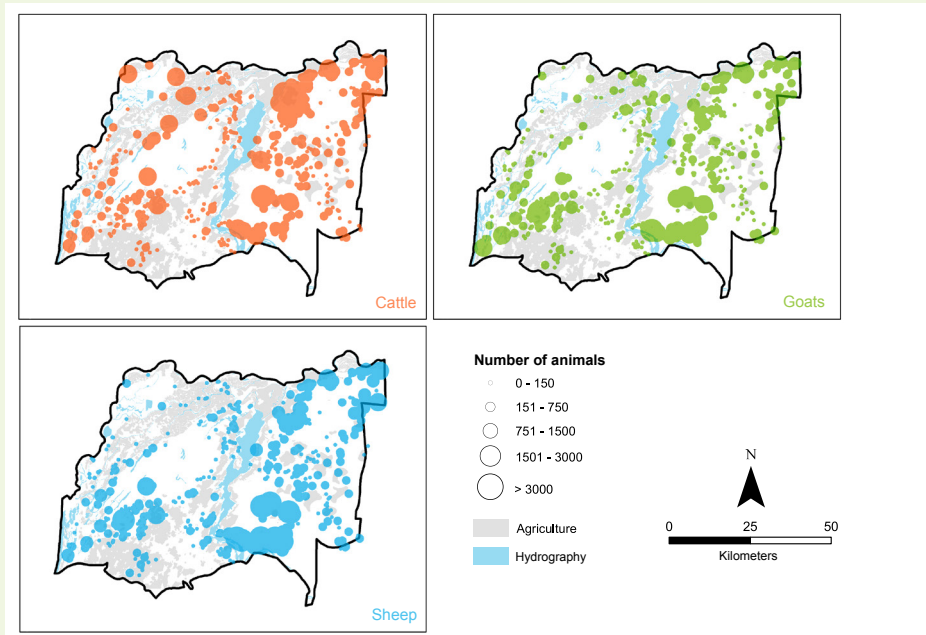 Cattle
Goats
Sheep
Number of animals
0 - 150
151 - 750
751 - 1500
1501 - 3000
> 3000
Agriculture
Hydrography
N
0 25 50
Kilometers